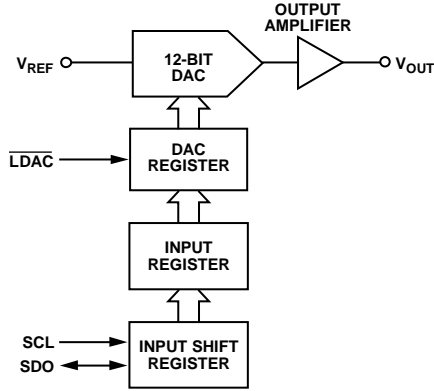 OUTPUT
AMPLIFIER
VREF
12-BIT
DAC
VOUT
LDAC
DAC
REGISTER
INPUT
REGISTER
SCL
SDO
INPUT SHIFT
REGISTER